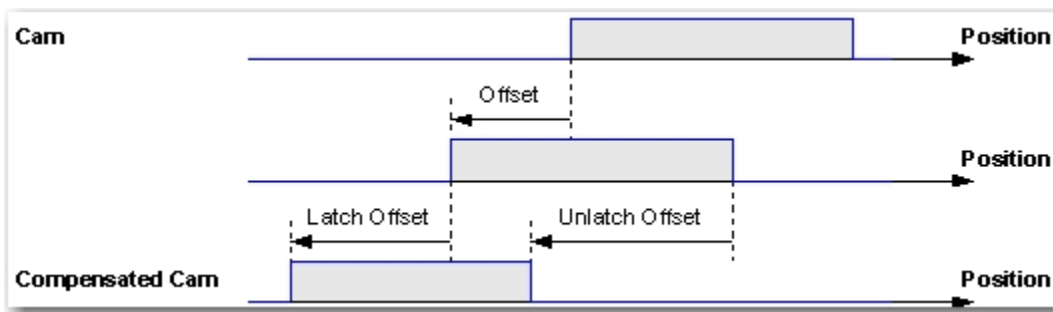 Cam Position
Offset
Position
Latch Offset Unlatch Offset
Compensated Cam Position